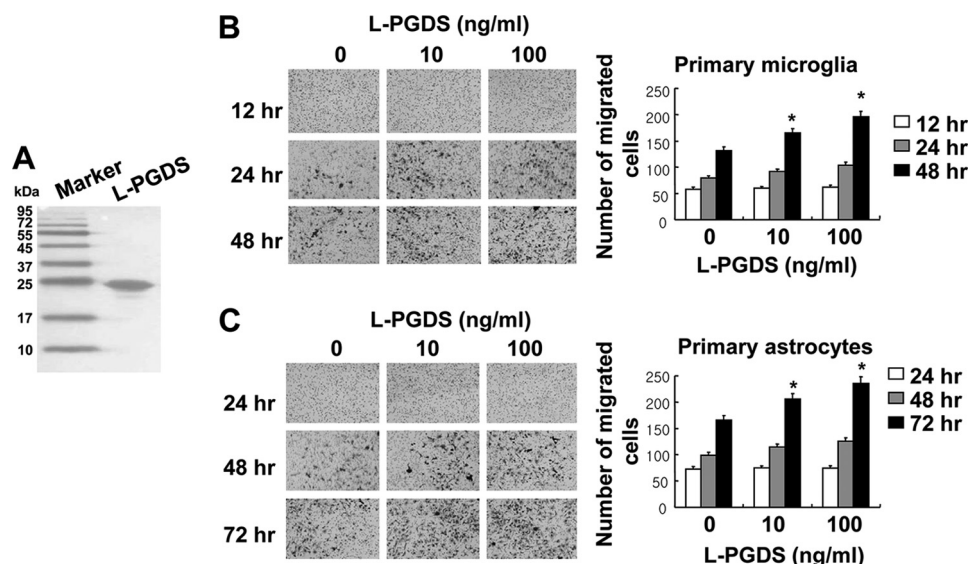 A
kDa
Marker
L-PGDS
95
72
55
45
37
25
17
10
B
L-PGDS (ng/ml)
0 10 100
12 hr
24 hr
48 hr
Primary microglia
Number of migrated
cells
250
200
150
100
50
0
*
*
12 hr
24 hr
48 hr
0 10 100
L-PGDS (ng/ml)
C
L-PGDS (ng/ml)
0 10 100
24 hr
48 hr
72 hr
Primary astrocytes
Number of migrated
cells
250
200
150
100
50
0
*
*
24 hr
48 hr
72 hr
0 10 100
L-PGDS (ng/ml)